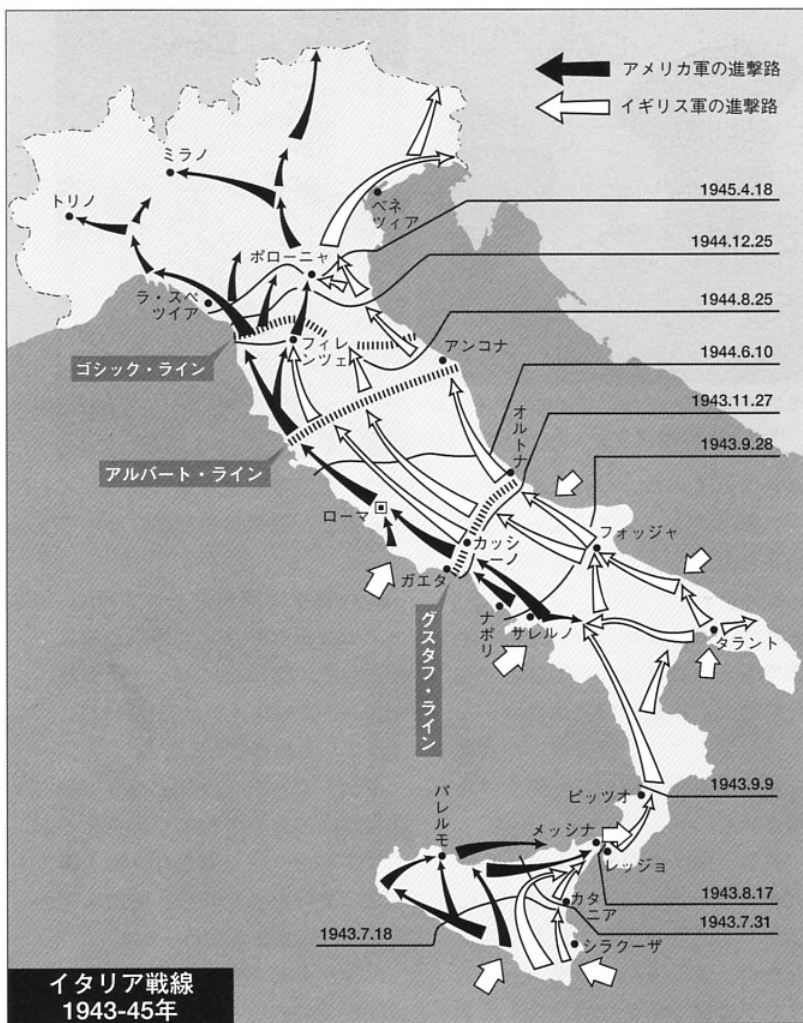 アメリカ軍の進撃路
イギリス軍の進撃路
ミラノ
トリノ
ベネ
ツィア
1945.4.18
ボローニャ
1944.12.25
ラ・スペ
ツイア
1944.8.25
フィレ
ンツェ
アンコナ
ゴシック・ライン
1944.6.10
1943.11.27
オルトナ
アルバート・ライン
1943.9.28
ローマ
フォッジャ
カッシ
ーノ
ガエタ
グスタフ・ライン
ナポリ
サレルノ
タラント
1943.9.9
ピッツオ
パレルモ
メッシナ
レッジョ
1943.8.17
カタ
ニア
1943.7.31
1943.7.18
シラクーザ
イタリア戦線
1943-45年